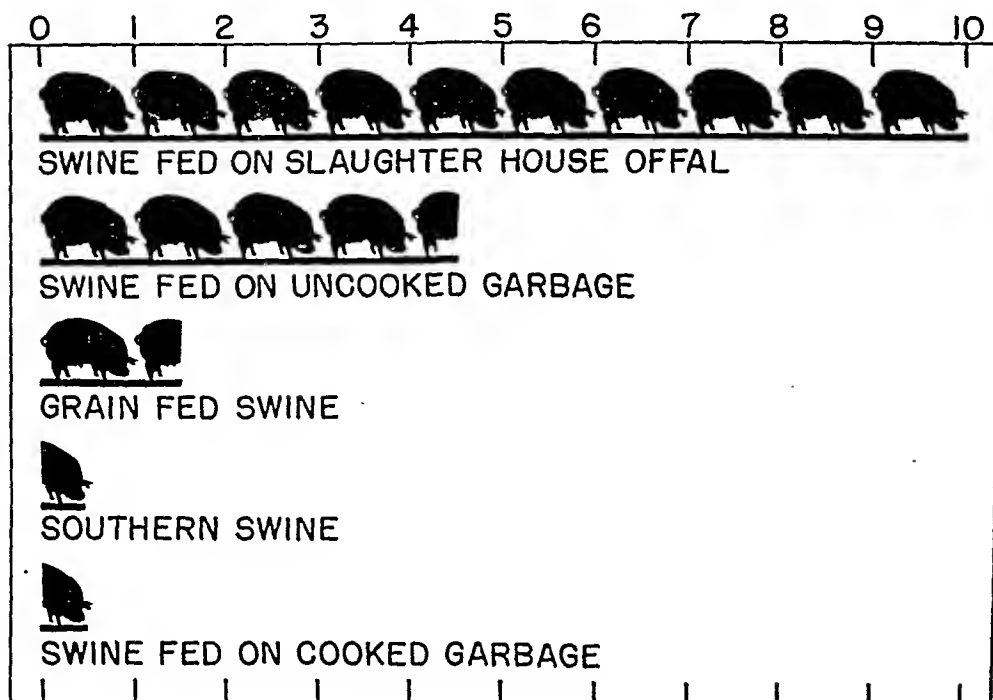 0 1 2 3 4 5 6 7 8 9 10
SWINE FED ON SLAUGHTER HOUSE OFFAL
SWINE FED ON UNCOOKED GARBAGE
GRAIN FED SWINE
SOUTHERN SWINE
SWINE FED ON COOKED GARBAGE